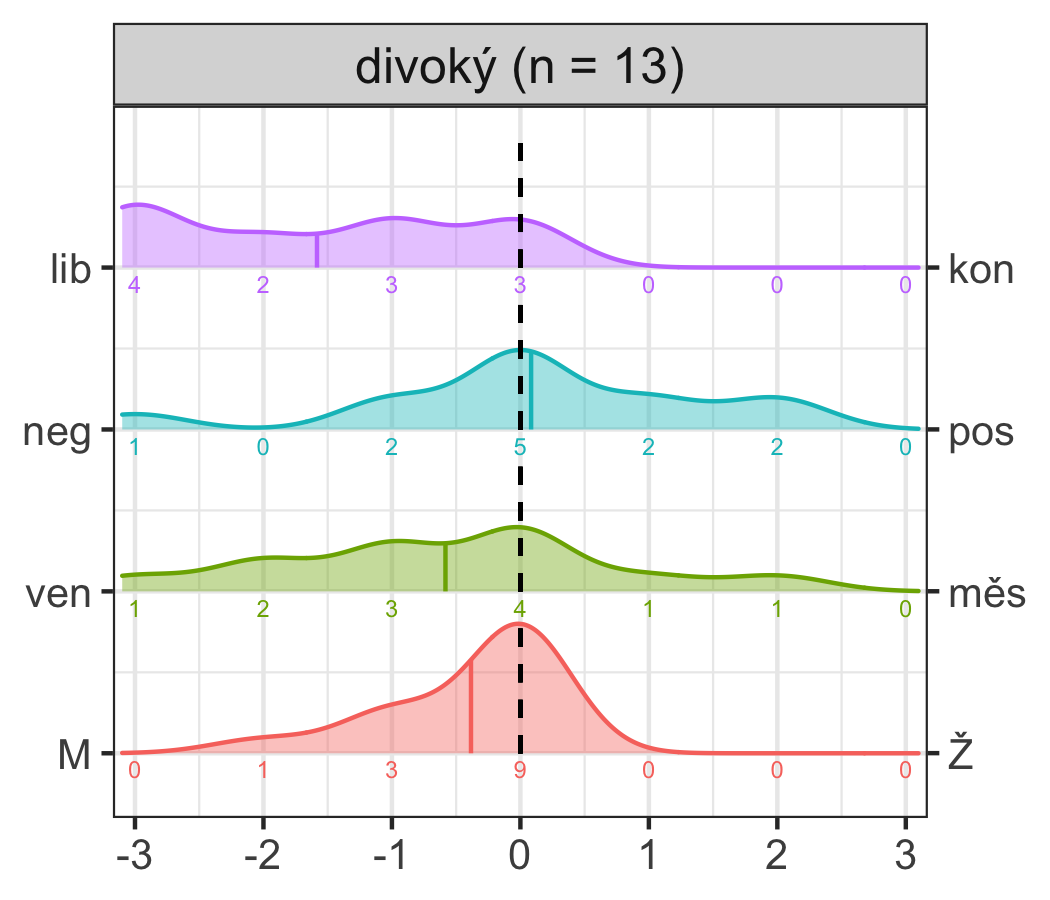 divoký (n = 13)
lib kon
4 2 3 3 0 0 0
neg pos
1 0 2 5 2 2 0
ven měs
1 2 3 4 1 1 0
M Ž
0 1 3 9 0 0 0
-3 -2 -1 0 1 2 3